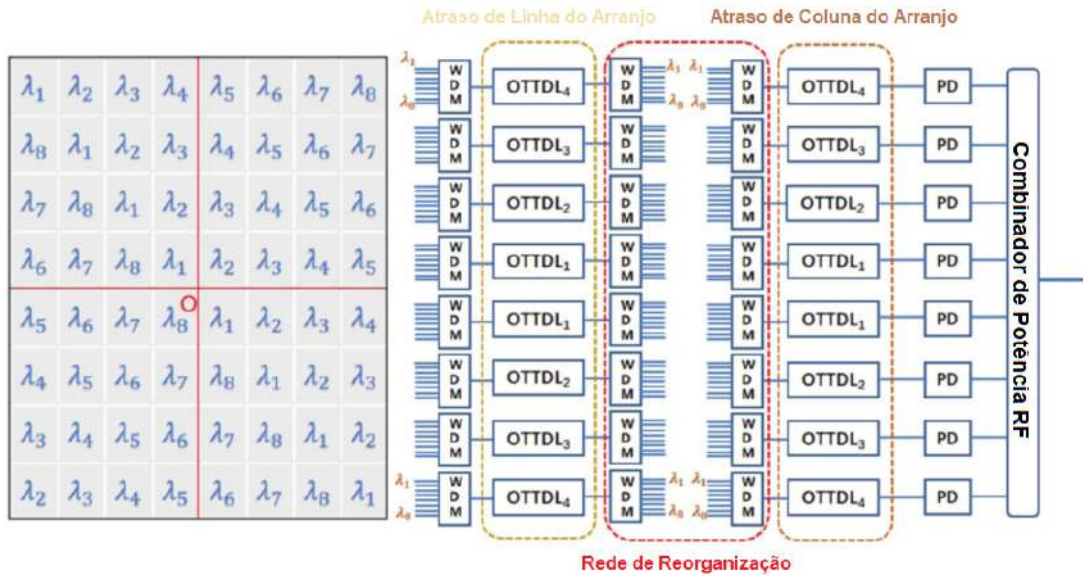 Atraso de Linha do Arranjo
Atraso de Coluna do Arranjo
λ1 λ2 λ3 λ4 λ5 λ6 λ7 λ8
λ8 λ1 λ2 λ3 λ4 λ5 λ6 λ7
λ7 λ8 λ1 λ2 λ3 λ4 λ5 λ6
λ6 λ7 λ8 λ1 λ2 λ3 λ4 λ5
O
λ5 λ6 λ7 λ8 λ1 λ2 λ3 λ4
λ4 λ5 λ6 λ7 λ8 λ1 λ2 λ3
λ3 λ4 λ5 λ6 λ7 λ8 λ1 λ2
λ2 λ3 λ4 λ5 λ6 λ7 λ8 λ1
λ1 λ8 WDM OTTDL4 WDM λ1 λ8 λ1 λ8 WDM OTTDL4 PD
WDM OTTDL3 WDM WDM OTTDL3 PD
WDM OTTDL2 WDM WDM OTTDL2 PD
WDM OTTDL1 WDM WDM OTTDL1 PD
WDM OTTDL1 WDM WDM OTTDL1 PD
WDM OTTDL2 WDM WDM OTTDL2 PD
WDM OTTDL3 WDM WDM OTTDL3 PD
λ1 λ8 WDM OTTDL4 WDM λ1 λ8 λ1 λ8 WDM OTTDL4 PD
Combinador de Potência RF
Rede de Reorganização